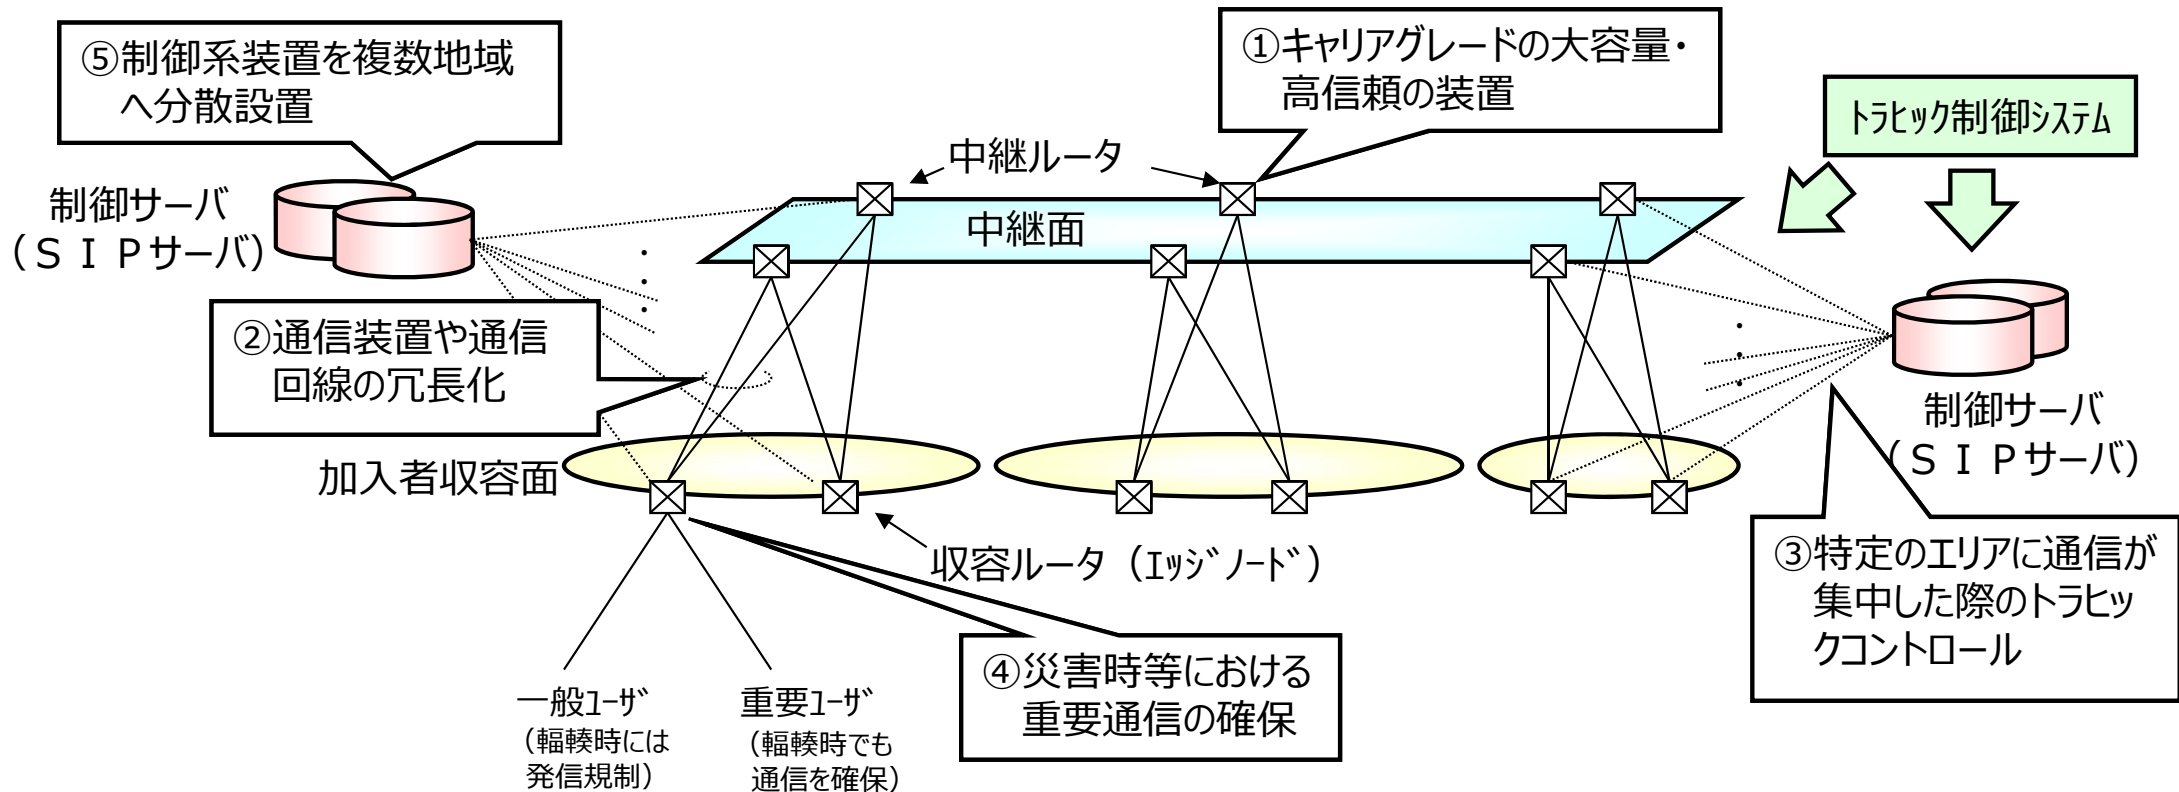 ⑤制御系装置を複数地域
へ分散設置
①キャリアグレードの大容量・
高信頼の装置
ﾄﾗﾋｯｸ制御ｼｽﾃﾑ
中継ルータ
制御サーバ
（ＳＩＰサーバ）
中継面
②通信装置や通信
回線の冗長化
制御サーバ
（ＳＩＰサーバ）
加入者収容面
収容ルータ（ｴｯｼﾞﾉｰﾄﾞ）
③特定のエリアに通信が
集中した際のトラヒッ
クコントロール
④災害時等における
重要通信の確保
一般ﾕｰｻﾞ
（輻輳時には
発信規制）
重要ﾕｰｻﾞ
（輻輳時でも
通信を確保）